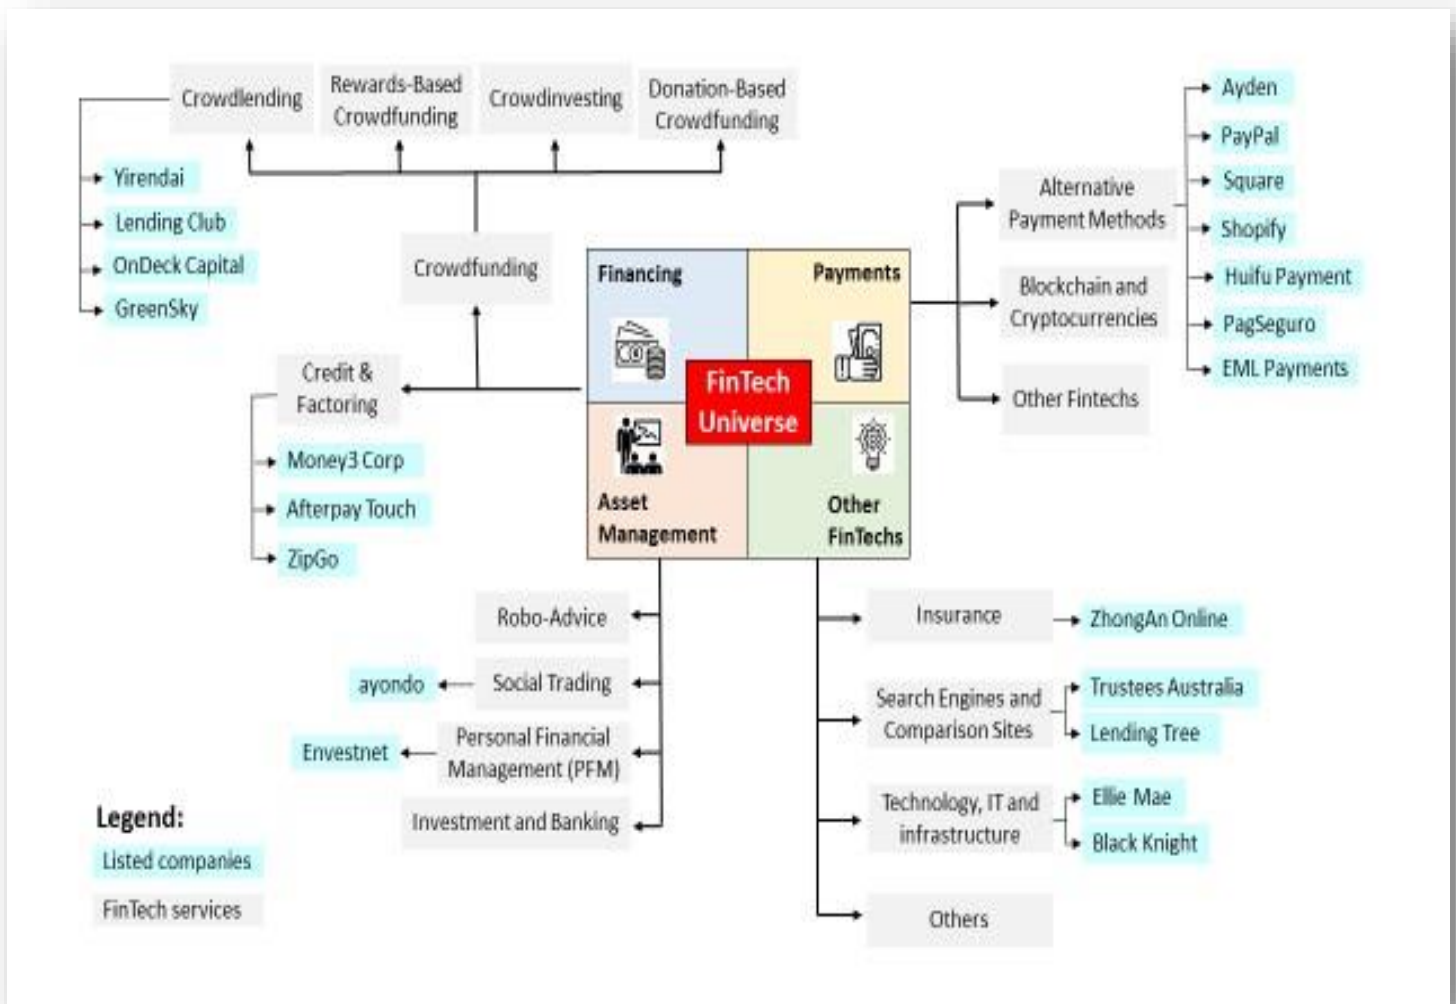 Crowdlending
Rewards-Based
Crowdfunding
Crowdinvesting
Donation-Based
Crowdfunding
Yirendai
Lending Club
OnDeck Capital
GreenSky
Crowdfunding
Credit &
Factoring
Money3 Corp
Afterpay Touch
ZipGo
Financing
Payments
FinTech
Universe
Asset
Management
Other
FinTechs
Alternative
Payment Methods
Ayden
PayPal
Square
Shopify
Huifu Payment
PagSeguro
EML Payments
Blockchain and
Cryptocurrencies
Other Fintechs
Robo-Advice
Social Trading
ayondo
Personal Financial
Management (PFM)
Envestnet
Investment and Banking
Insurance
ZhongAn Online
Search Engines and
Comparison Sites
Trustees Australia
Lending Tree
Technology, IT and
infrastructure
Ellie Mae
Black Knight
Others
Legend:
Listed companies
FinTech services